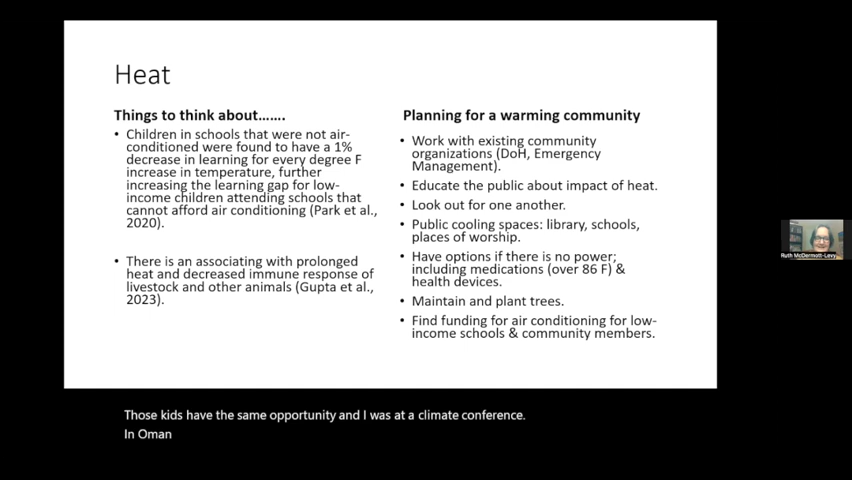 Heat
Things to think about.......
• Children in schools that were not air-
conditioned were found to have a 1%
decrease in learning for every degree F
increase in temperature, further
increasing the learning gap for low-
income children attending schools that
cannot afford air conditioning (Park et al.,
2020).
• There is an associating with prolonged
heat and decreased immune response of
livestock and other animals (Gupta et al.,
2023).
Planning for a warming community
• Work with existing community
organizations (DoH, Emergency
Management).
• Educate the public about impact of heat.
• Look out for one another.
• Public cooling spaces: library, schools,
places of worship.
• Have options if there is no power;
including medications (over 86 F) &
health devices.
• Maintain and plant trees.
• Find funding for air conditioning for low-
income schools & community members.
Ruth McDermott-Levy
Those kids have the same opportunity and I was at a climate conference.
In Oman